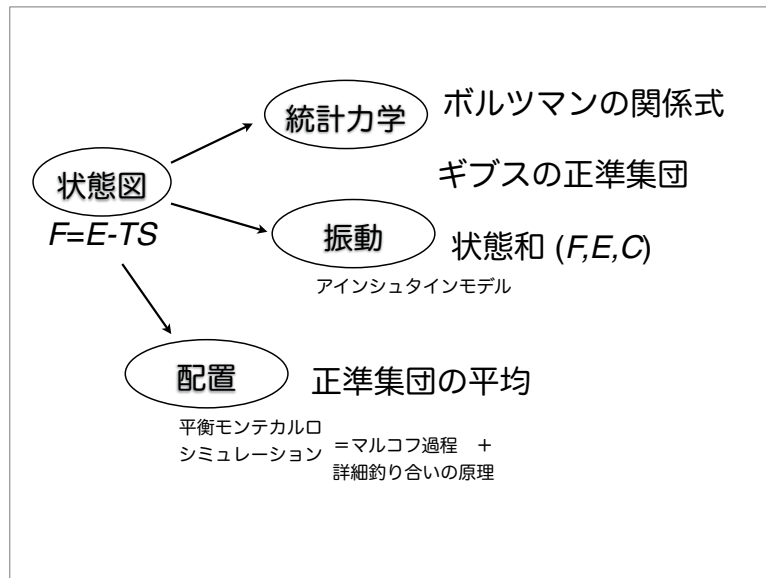 統計力学
ボルツマンの関係式
ギブスの正準集団
状態図
F=E-TS
振動
状態和 (F,E,C)
アインシュタインモデル
配置
正準集団の平均
平衡モンテカルロ
シミュレーション
＝マルコフ過程　＋
詳細釣り合いの原理